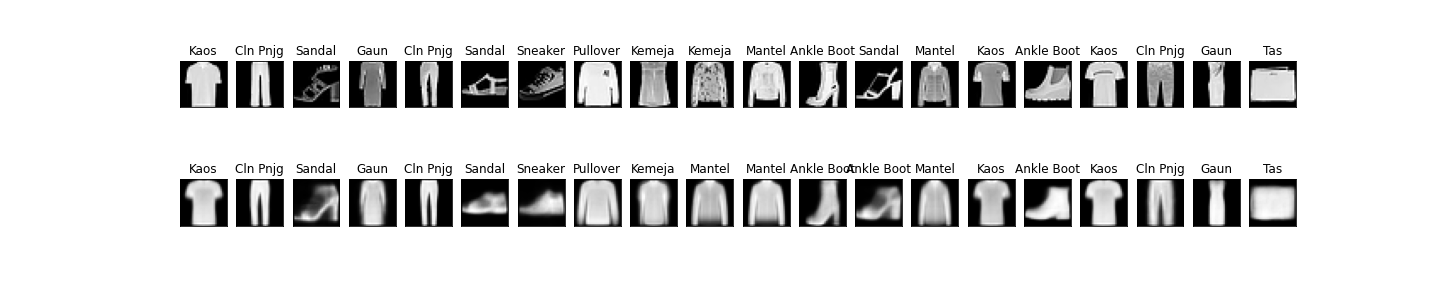 Kaos Cln Pnjg Sandal Gaun Cln Pnjg Sandal Sneaker Pullover Kemeja Kemeja Mantel Ankle Boot Sandal Mantel Kaos Ankle Boot Kaos Cln Pnjg Gaun Tas
Kaos Cln Pnjg Sandal Gaun Cln Pnjg Sandal Sneaker Pullover Kemeja Mantel Mantel Ankle Boot Ankle Boot Mantel Kaos Ankle Boot Kaos Cln Pnjg Gaun Tas